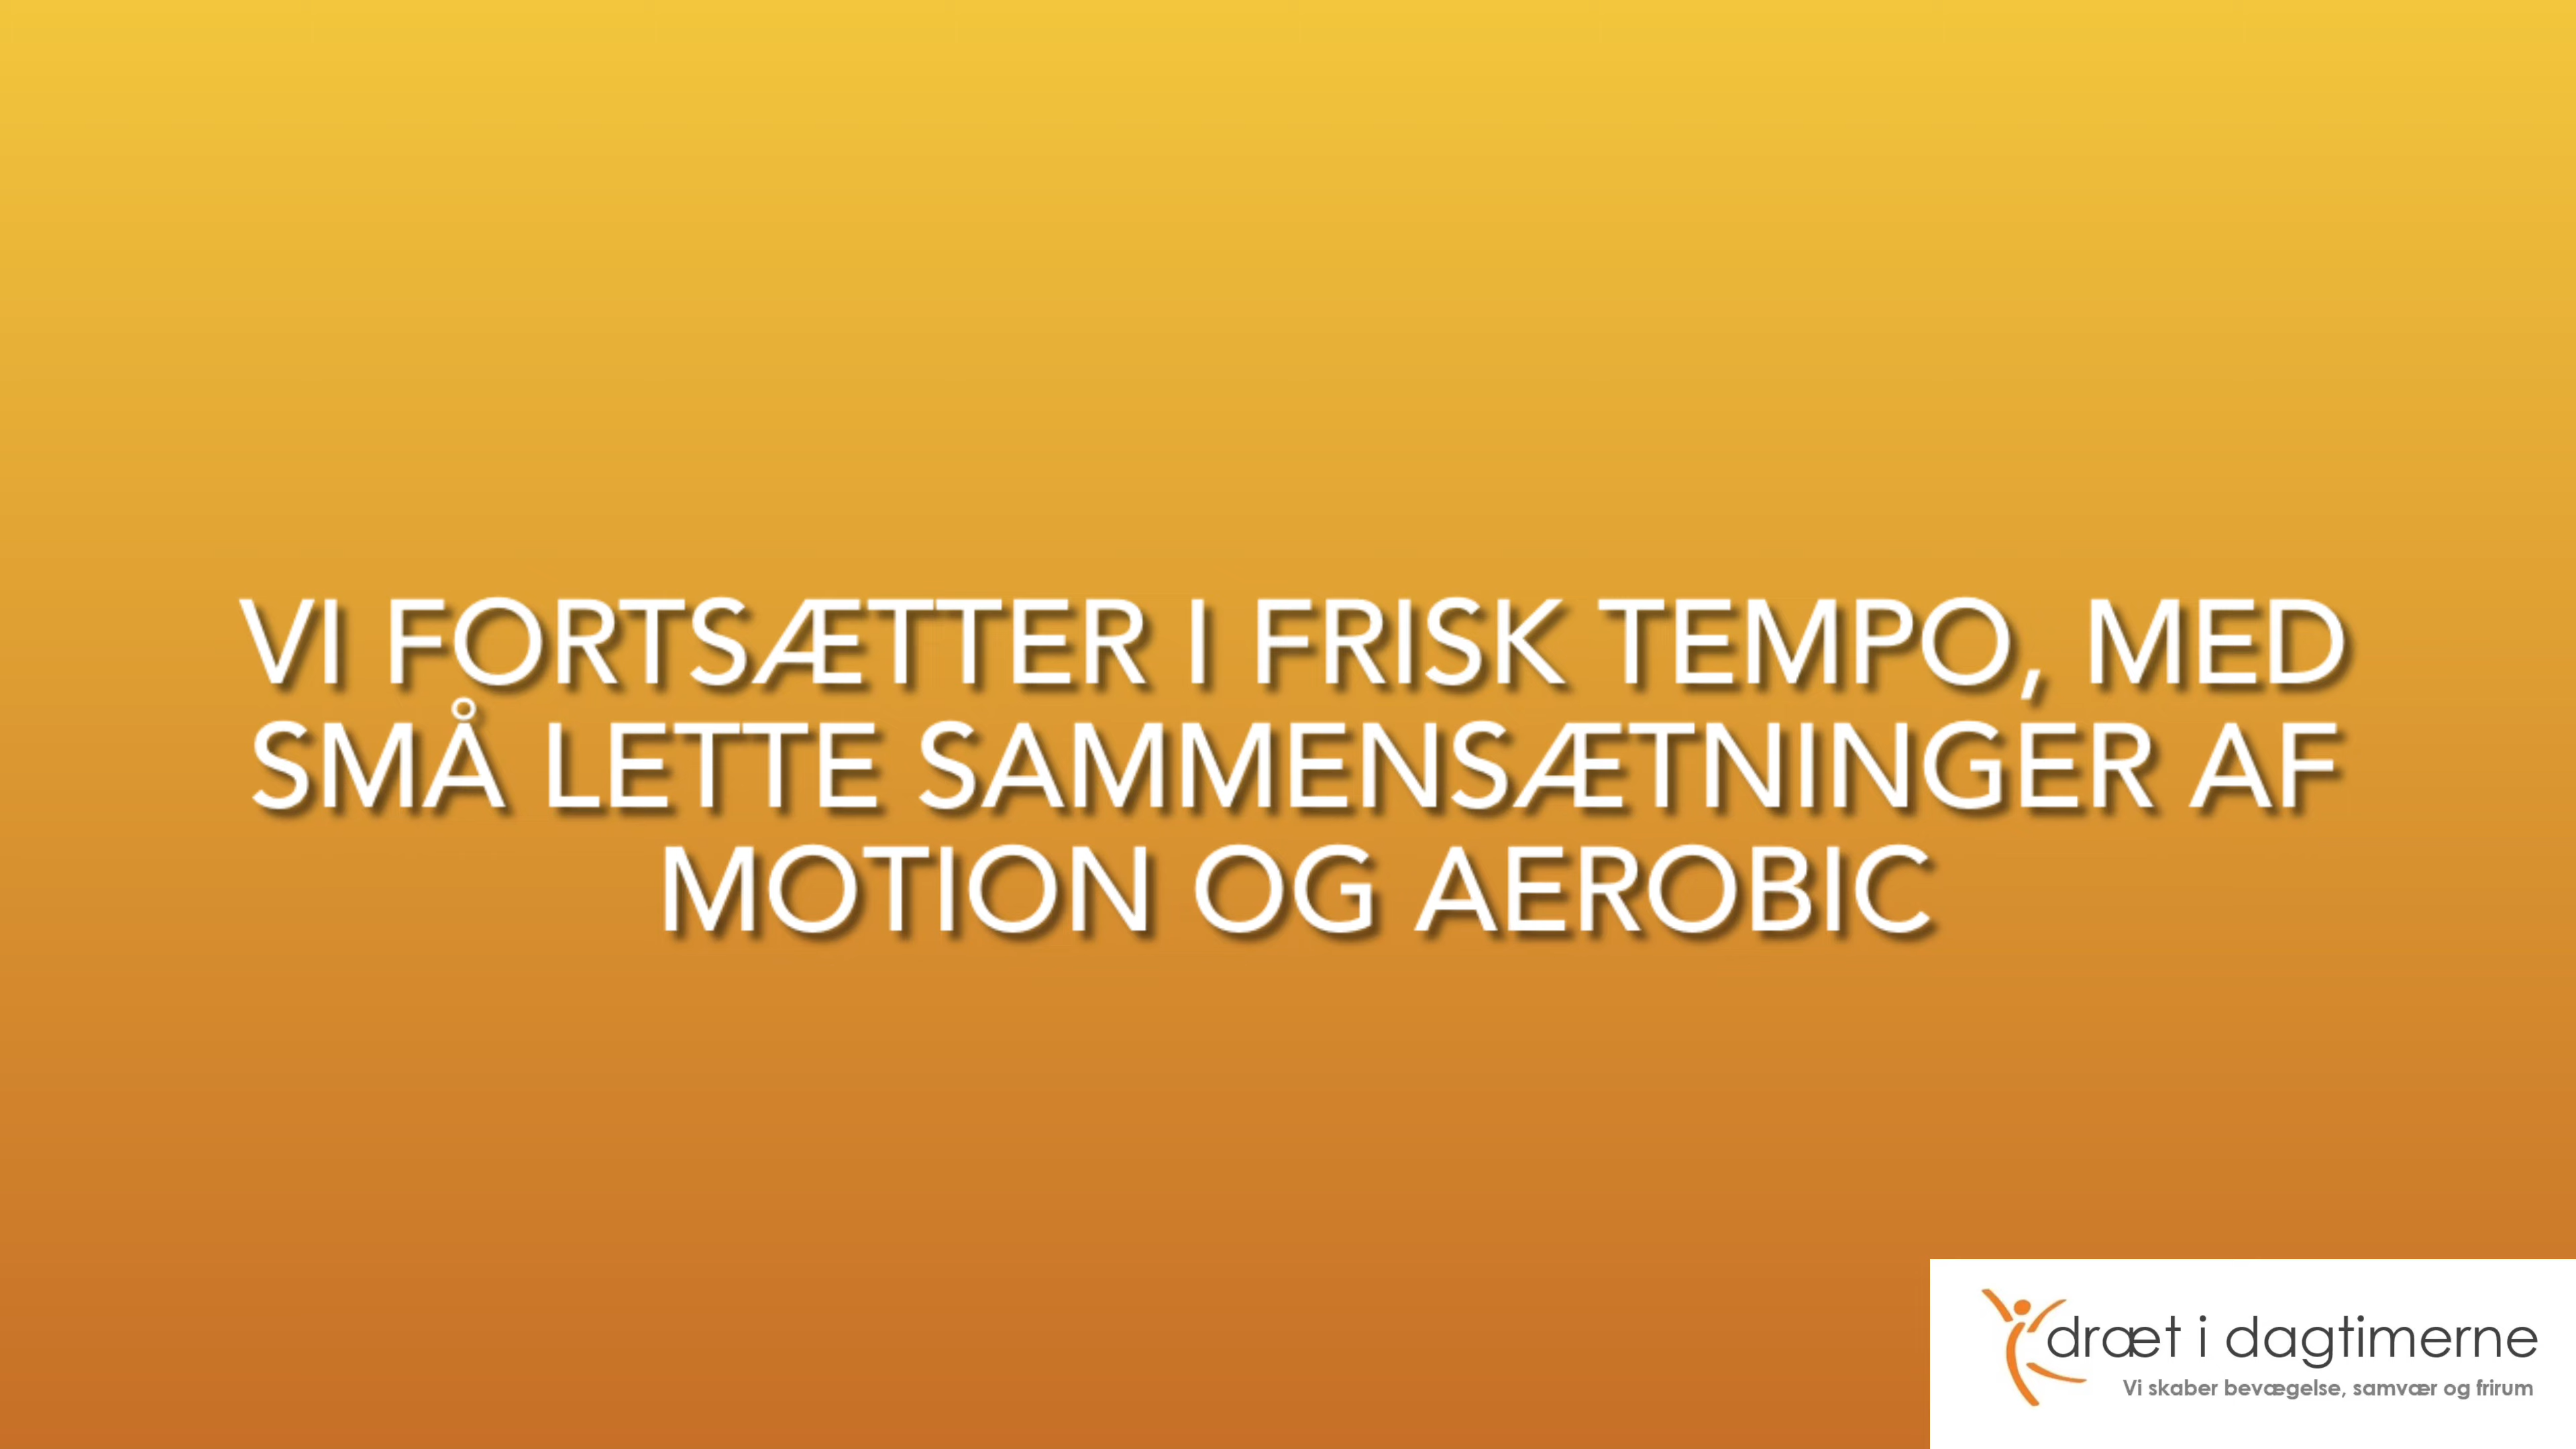 VI FORTSÆTTER I FRISK TEMPO, MED
SMÅ LETTE SAMMENSÆTNINGER AF
MOTION OG AEROBIC
idræt i dagtimerne
Vi skaber bevægelse, samvær og frirum